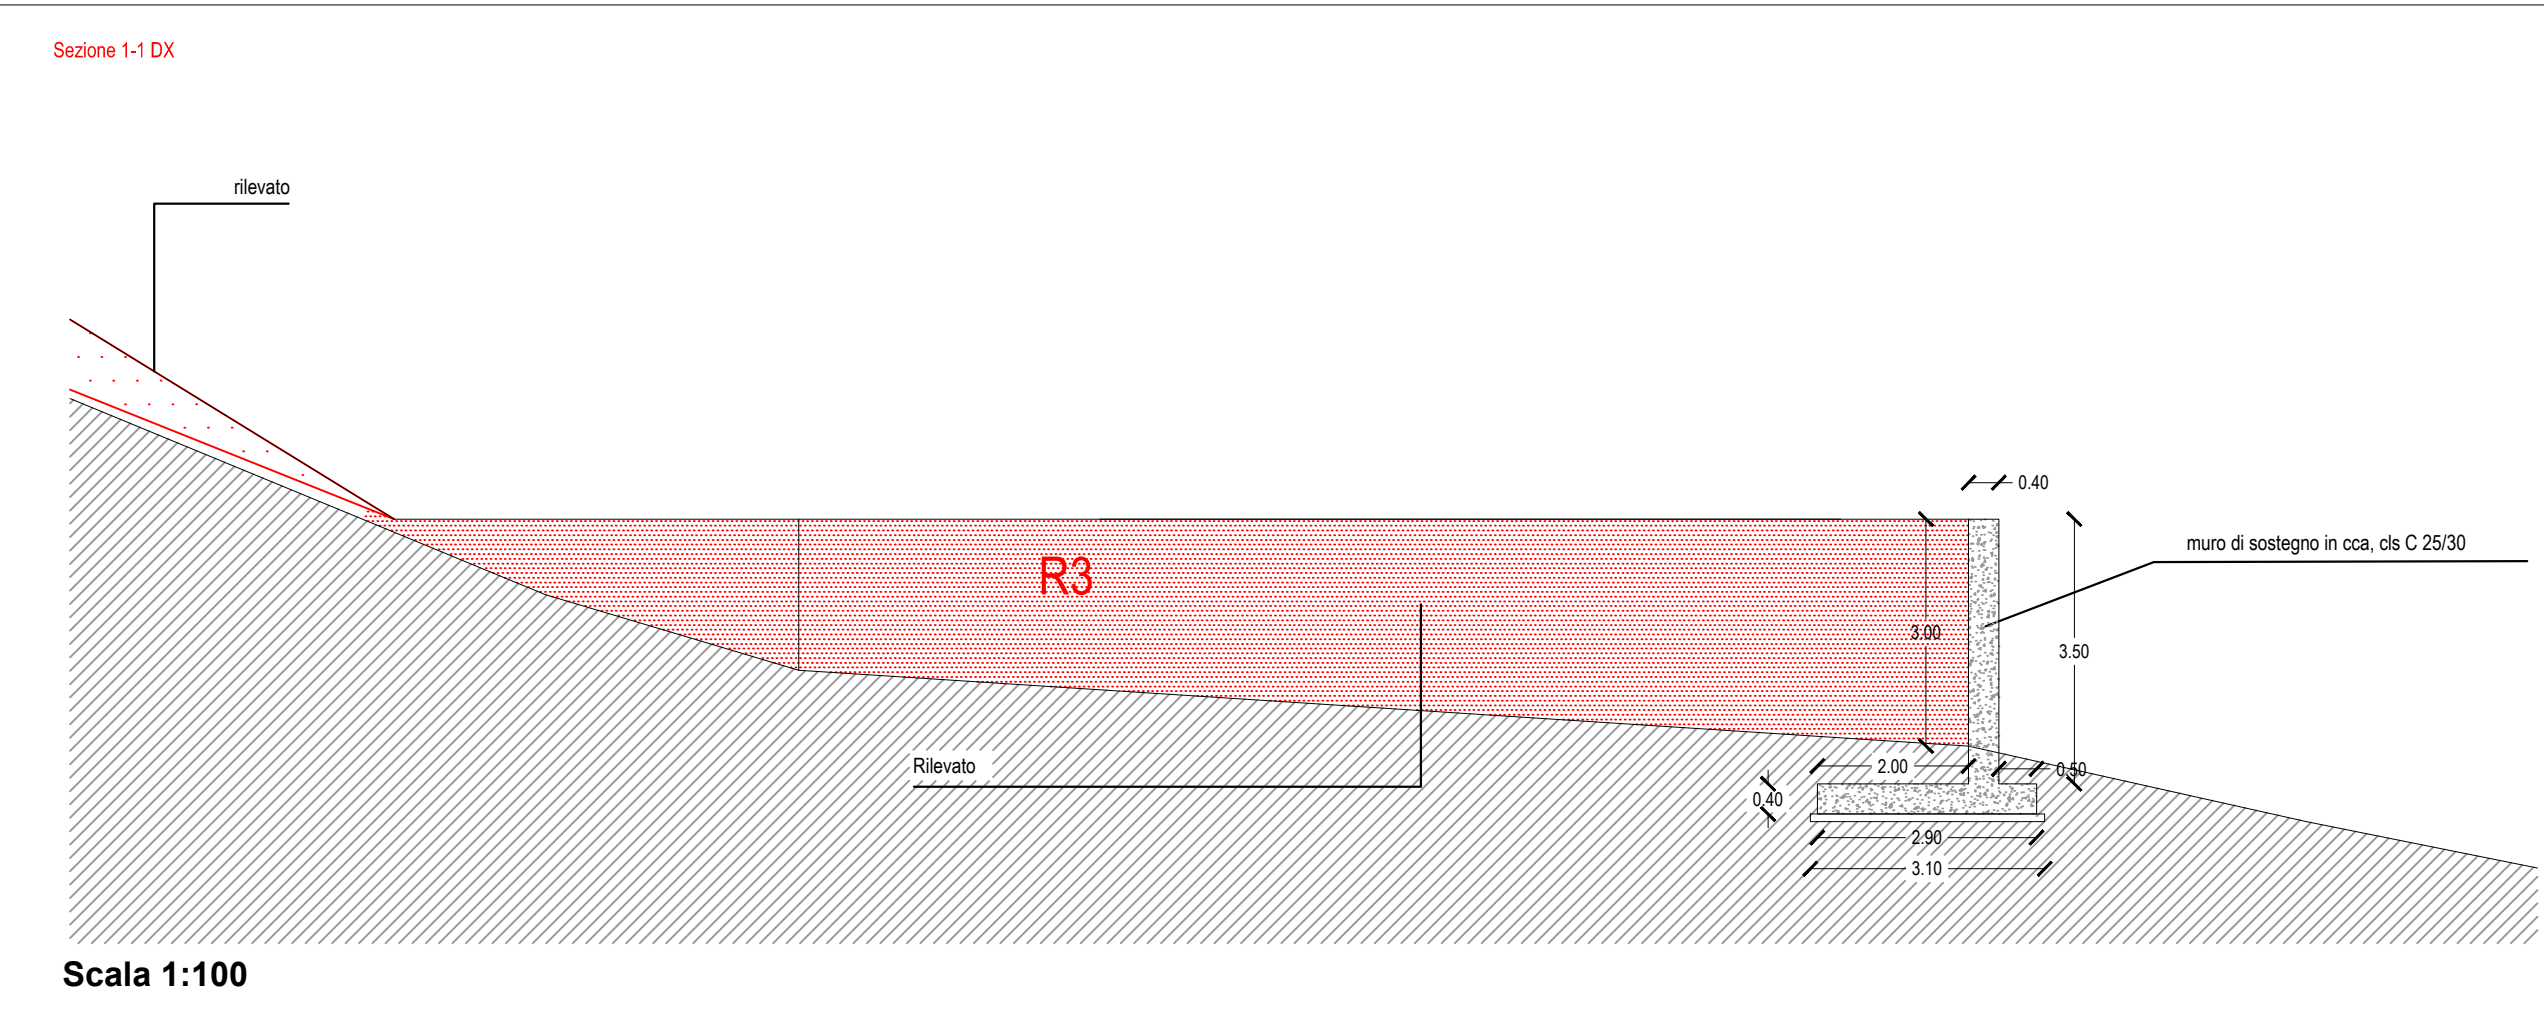 Sezione 1-1 DX
rilevato
0.40
muro di sostegno in cca, cls C 25/30
R3
3.00
3.50
Rilevato
2.00
0.50
0.40
2.90
3.10
Scala 1:100